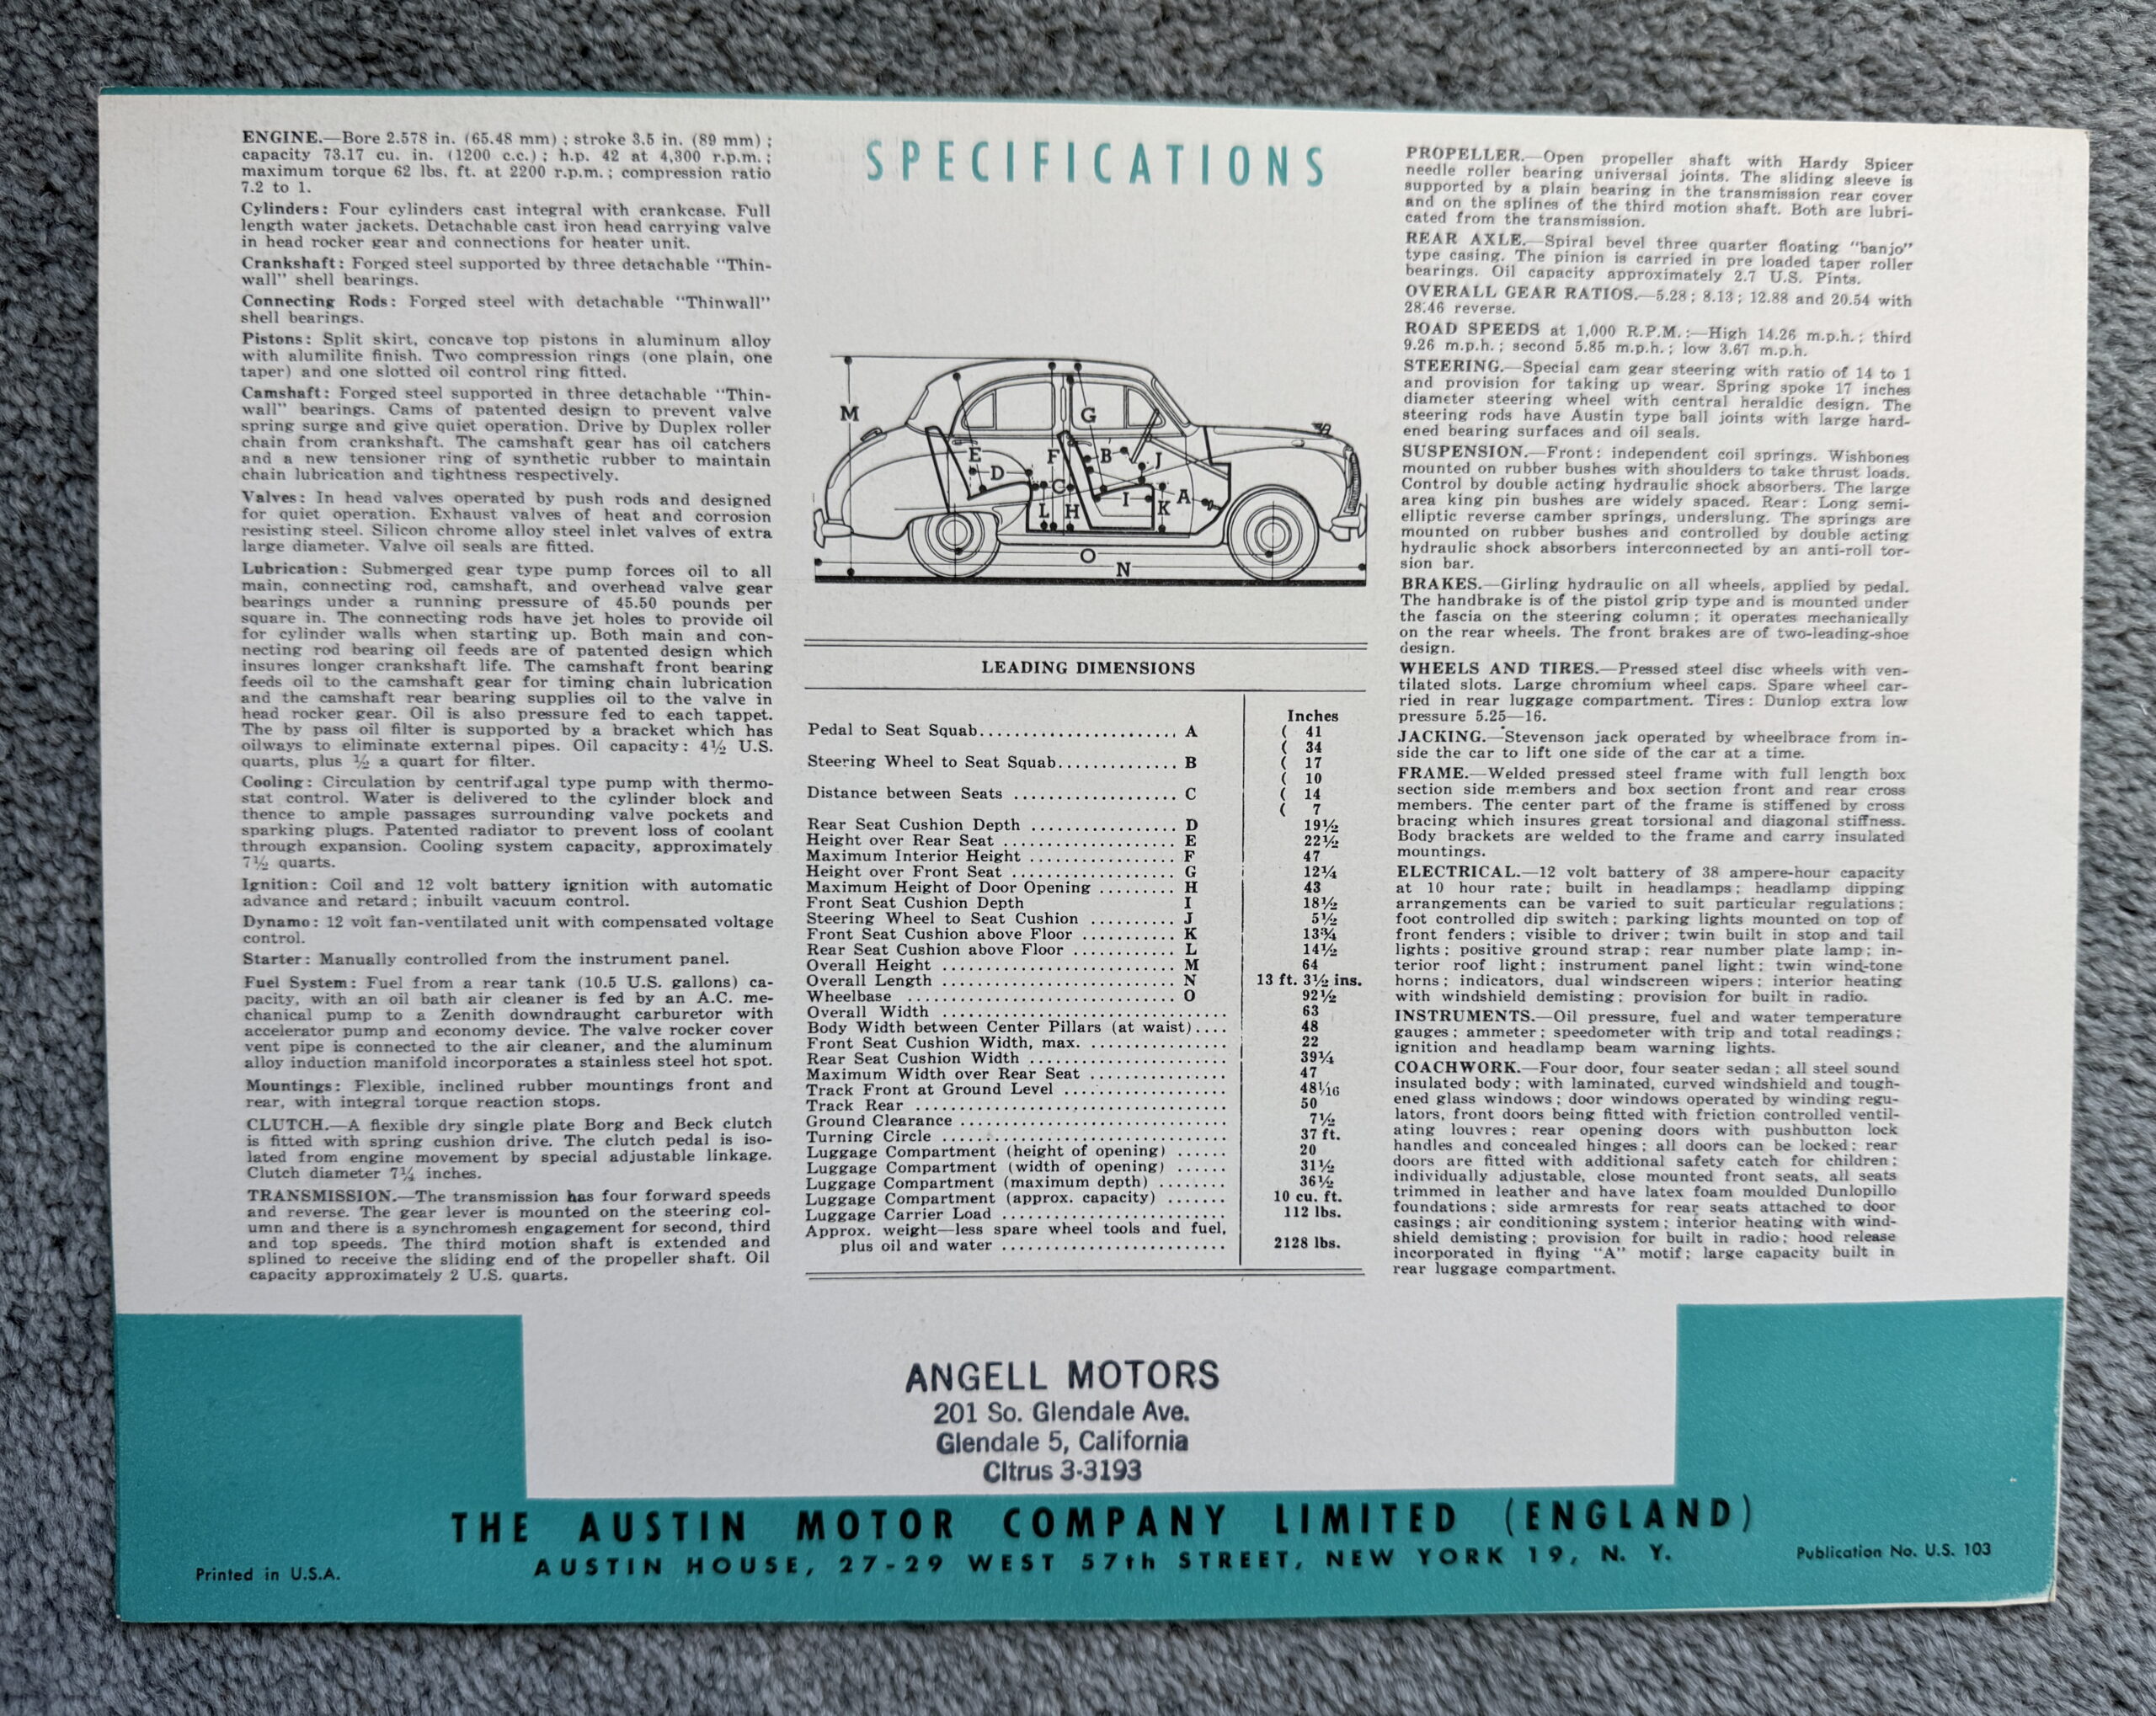 ENGINE.—Bore 2.578 in. (65.48 mm) ; stroke 3.5 in. (89 mm) ;
capacity 73.17 cu. in. (1200 c.c.) ; h.p. 42 at 4,300 r.p.m. ;
maximum torque 62 lbs. ft. at 2200 r.p.m. ; compression ratio
7.2 to 1.
Cylinders: Four cylinders cast integral with crankcase. Full
length water jackets. Detachable cast iron head carrying valve
in head rocker gear and connections for heater unit.
Crankshaft: Forged steel supported by three detachable "Thin-
wall" shell bearings.
Connecting Rods: Forged steel with detachable "Thinwall"
shell bearings.
Pistons: Split skirt, concave top pistons in aluminum alloy
with alumilite finish. Two compression rings (one plain, one
taper) and one slotted oil control ring fitted.
Camshaft: Forged steel supported in three detachable "Thin-
wall" bearings. Cams of patented design to prevent valve
spring surge and give quiet operation. Drive by Duplex roller
chain from crankshaft. The camshaft gear has oil catchers
and a new tensioner ring of synthetic rubber to maintain
chain lubrication and tightness respectively.
Valves: In head valves operated by push rods and designed
for quiet operation. Exhaust valves of heat and corrosion
resisting steel. Silicon chrome alloy steel inlet valves of extra
large diameter. Valve oil seals are fitted.
Lubrication: Submerged gear type pump forces oil to all
main, connecting rod, camshaft, and overhead valve gear
bearings under a running pressure of 45.50 pounds per
square in. The connecting rods have jet holes to provide oil
for cylinder walls when starting up. Both main and con-
necting rod bearing oil feeds are of patented design which
insures longer crankshaft life. The camshaft front bearing
feeds oil to the camshaft gear for timing chain lubrication
and the camshaft rear bearing supplies oil to the valve in
head rocker gear. Oil is also pressure fed to each tappet.
The by pass oil filter is supported by a bracket which has
oilways to eliminate external pipes. Oil capacity: 4½ U.S.
quarts, plus ½ a quart for filter.
Cooling: Circulation by centrifugal type pump with thermo-
stat control. Water is delivered to the cylinder block and
thence to ample passages surrounding valve pockets and
sparking plugs. Patented radiator to prevent loss of coolant
through expansion. Cooling system capacity, approximately
7½ quarts.
Ignition: Coil and 12 volt battery ignition with automatic
advance and retard; inbuilt vacuum control.
Dynamo: 12 volt fan-ventilated unit with compensated voltage
control.
Starter: Manually controlled from the instrument panel.
Fuel System: Fuel from a rear tank (10.5 U.S. gallons) ca-
pacity, with an oil bath air cleaner is fed by an A.C. me-
chanical pump to a Zenith downdraught carburetor with
accelerator pump and economy device. The valve rocker cover
vent pipe is connected to the air cleaner, and the aluminum
alloy induction manifold incorporates a stainless steel hot spot.
Mountings: Flexible, inclined rubber mountings front and
rear, with integral torque reaction stops.
CLUTCH.—A flexible dry single plate Borg and Beck clutch
is fitted with spring cushion drive. The clutch pedal is iso-
lated from engine movement by special adjustable linkage.
Clutch diameter 7¼ inches.
TRANSMISSION.—The transmission has four forward speeds
and reverse. The gear lever is mounted on the steering col-
umn and there is a synchromesh engagement for second, third
and top speeds. The third motion shaft is extended and
splined to receive the sliding end of the propeller shaft. Oil
capacity approximately 2 U.S. quarts.
SPECIFICATIONS
M
G
E
D
F
B
J
C
I
A
L
H
K
O
N
LEADING DIMENSIONS
Inches
Pedal to Seat Squab........................ A ( 41
( 34
Steering Wheel to Seat Squab.............. B ( 17
( 10
Distance between Seats .................... C ( 14
( 7
Rear Seat Cushion Depth .................. D 19½
Height over Rear Seat ...................... E 22½
Maximum Interior Height .................. F 47
Height over Front Seat .................... G 12¼
Maximum Height of Door Opening ......... H 43
Front Seat Cushion Depth I 18½
Steering Wheel to Seat Cushion .......... J 5½
Front Seat Cushion above Floor ........... K 13¾
Rear Seat Cushion above Floor ............ L 14½
Overall Height ............................ M 64
Overall Length ............................ N 13 ft. 3½ ins.
Wheelbase ................................ O 92½
Overall Width .................................. 63
Body Width between Center Pillars (at waist).... 48
Front Seat Cushion Width, max. ................ 22
Rear Seat Cushion Width ........................ 39¼
Maximum Width over Rear Seat ................. 47
Track Front at Ground Level .................... 48 1/16
Track Rear ...................................... 50
Ground Clearance ................................ 7½
Turning Circle .................................. 37 ft.
Luggage Compartment (height of opening) ...... 20
Luggage Compartment (width of opening) ...... 31½
Luggage Compartment (maximum depth) ........ 36½
Luggage Compartment (approx. capacity) ....... 10 cu. ft.
Luggage Carrier Load ........................... 112 lbs.
Approx. weight—less spare wheel tools and fuel,
plus oil and water ........................... 2128 lbs.
PROPELLER.—Open propeller shaft with Hardy Spicer
needle roller bearing universal joints. The sliding sleeve is
supported by a plain bearing in the transmission rear cover
and on the splines of the third motion shaft. Both are lubri-
cated from the transmission.
REAR AXLE.—Spiral bevel three quarter floating "banjo"
type casing. The pinion is carried in pre loaded taper roller
bearings. Oil capacity approximately 2.7 U.S. Pints.
OVERALL GEAR RATIOS.—5.28; 8.13; 12.88 and 20.54 with
28.46 reverse.
ROAD SPEEDS at 1,000 R.P.M.:—High 14.26 m.p.h.; third
9.26 m.p.h.; second 5.85 m.p.h.; low 3.67 m.p.h.
STEERING.—Special cam gear steering with ratio of 14 to 1
and provision for taking up wear. Spring spoke 17 inches
diameter steering wheel with central heraldic design. The
steering rods have Austin type ball joints with large hard-
ened bearing surfaces and oil seals.
SUSPENSION.—Front: independent coil springs. Wishbones
mounted on rubber bushes with shoulders to take thrust loads.
Control by double acting hydraulic shock absorbers. The large
area king pin bushes are widely spaced. Rear: Long semi-
elliptic reverse camber springs, underslung. The springs are
mounted on rubber bushes and controlled by double acting
hydraulic shock absorbers interconnected by an anti-roll tor-
sion bar.
BRAKES.—Girling hydraulic on all wheels, applied by pedal.
The handbrake is of the pistol grip type and is mounted under
the fascia on the steering column; it operates mechanically
on the rear wheels. The front brakes are of two-leading-shoe
design.
WHEELS AND TIRES.—Pressed steel disc wheels with ven-
tilated slots. Large chromium wheel caps. Spare wheel car-
ried in rear luggage compartment. Tires: Dunlop extra low
pressure 5.25—16.
JACKING.—Stevenson jack operated by wheelbrace from in-
side the car to lift one side of the car at a time.
FRAME.—Welded pressed steel frame with full length box
section side members and box section front and rear cross
members. The center part of the frame is stiffened by cross
bracing which insures great torsional and diagonal stiffness.
Body brackets are welded to the frame and carry insulated
mountings.
ELECTRICAL.—12 volt battery of 38 ampere-hour capacity
at 10 hour rate; built in headlamps; headlamp dipping
arrangements can be varied to suit particular regulations;
foot controlled dip switch; parking lights mounted on top of
front fenders; visible to driver; twin built in stop and tail
lights; positive ground strap; rear number plate lamp; in-
terior roof light; instrument panel light; twin wind-tone
horns; indicators, dual windscreen wipers; interior heating
with windshield demisting; provision for built in radio.
INSTRUMENTS.—Oil pressure, fuel and water temperature
gauges; ammeter; speedometer with trip and total readings;
ignition and headlamp beam warning lights.
COACHWORK.—Four door, four seater sedan; all steel sound
insulated body; with laminated, curved windshield and tough-
ened glass windows; door windows operated by winding regu-
lators, front doors being fitted with friction controlled ventil-
ating louvres; rear opening doors with pushbutton lock
handles and concealed hinges; all doors can be locked; rear
doors are fitted with additional safety catch for children;
individually adjustable, close mounted front seats, all seats
trimmed in leather and have latex foam moulded Dunlopillo
foundations; side armrests for rear seats attached to door
casings; air conditioning system; interior heating with wind-
shield demisting; provision for built in radio; hood release
incorporated in flying "A" motif; large capacity built in
rear luggage compartment.
ANGELL MOTORS
201 So. Glendale Ave.
Glendale 5, California
CItrus 3-3193
THE AUSTIN MOTOR COMPANY LIMITED (ENGLAND)
AUSTIN HOUSE, 27-29 WEST 57th STREET, NEW YORK 19, N. Y.
Printed in U.S.A.
Publication No. U.S. 103